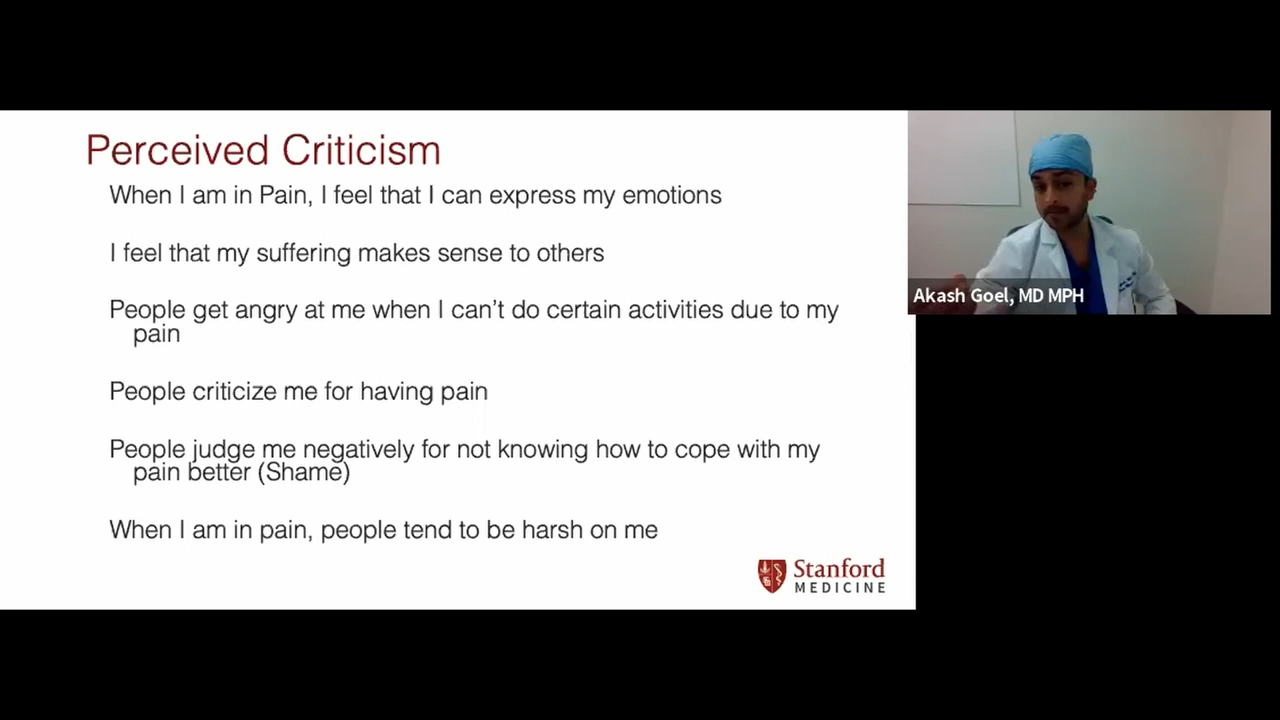 Perceived Criticism
When I am in Pain, I feel that I can express my emotions
I feel that my suffering makes sense to others
People get angry at me when I can’t do certain activities due to my
pain
People criticize me for having pain
People judge me negatively for not knowing how to cope with my
pain better (Shame)
When I am in pain, people tend to be harsh on me
Stanford
MEDICINE
Akash Goel, MD MPH